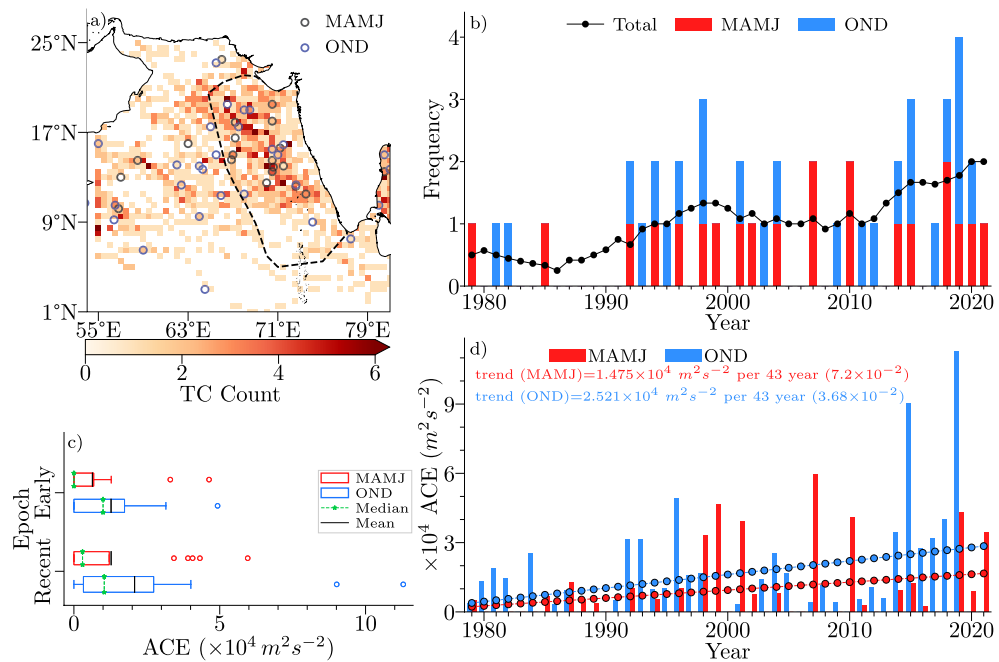 a)
MAMJ
OND
25°N
17°N
9°N
1°N
55°E 63°E 71°E 79°E
0 2 4 6
TC Count
b)
Total MAMJ OND
Frequency
4
3
2
1
0
1980 1990 2000 2010 2020
Year
c)
MAMJ
OND
Median
Mean
Epoch
Early
Recent
0 5 10
ACE (×10⁴ m²s⁻²)
d)
MAMJ OND
trend (MAMJ)=1.475×10⁴ m²s⁻² per 43 year (7.2×10⁻²)
trend (OND)=2.521×10⁴ m²s⁻² per 43 year (3.68×10⁻²)
×10⁴ ACE (m²s⁻²)
9
6
3
0
1980 1990 2000 2010 2020
Year